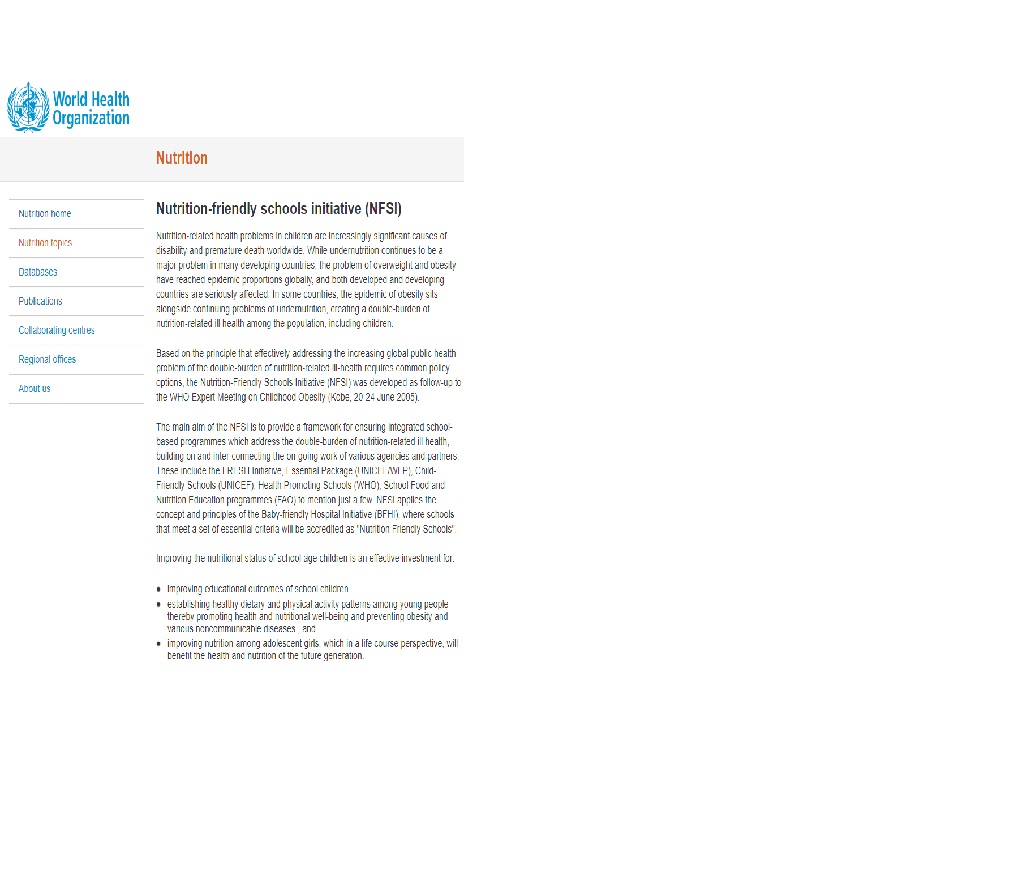 World Health
Organization
Nutrition
Nutrition home
Nutrition topics
Databases
Publications
Collaborating centres
Regional offices
About us
Nutrition-friendly schools initiative (NFSI)
Nutrition-related health problems in children are increasingly significant causes of
disability and premature death worldwide. While undernutrition continues to be a
major problem in many developing countries, the problem of overweight and obesity
have reached epidemic proportions globally, and both developed and developing
countries are seriously affected. In some countries, the epidemic of obesity sits
alongside continuing problems of undernutrition, creating a double-burden of
nutrition-related ill health among the population, including children.
Based on the principle that effectively addressing the increasing global public health
problem of the double-burden of nutrition-related ill-health requires common policy
options, the Nutrition-Friendly Schools Initiative (NFSI) was developed as follow-up to
the WHO Expert Meeting on Childhood Obesity (Kobe, 20-24 June 2005).
The main aim of the NFSI is to provide a framework for ensuring integrated school-
based programmes which address the double-burden of nutrition-related ill health,
building on and inter-connecting the on-going work of various agencies and partners.
These include the FRESH Initiative, Essential Package (UNICEF/WFP), Child-
Friendly Schools (UNICEF), Health Promoting Schools (WHO), School Food and
Nutrition Education programmes (FAO) to mention just a few. NFSI applies the
concept and principles of the Baby-friendly Hospital Initiative (BFHI), where schools
that meet a set of essential criteria will be accredited as "Nutrition-Friendly Schools".
Improving the nutritional status of school-age children is an effective investment for:
• improving educational outcomes of school children
• establishing healthy dietary and physical activity patterns among young people
thereby promoting health and nutritional well-being and preventing obesity and
various noncommunicable diseases, and
• improving nutrition among adolescent girls, which in a life course perspective, will
benefit the health and nutrition of the future generation.